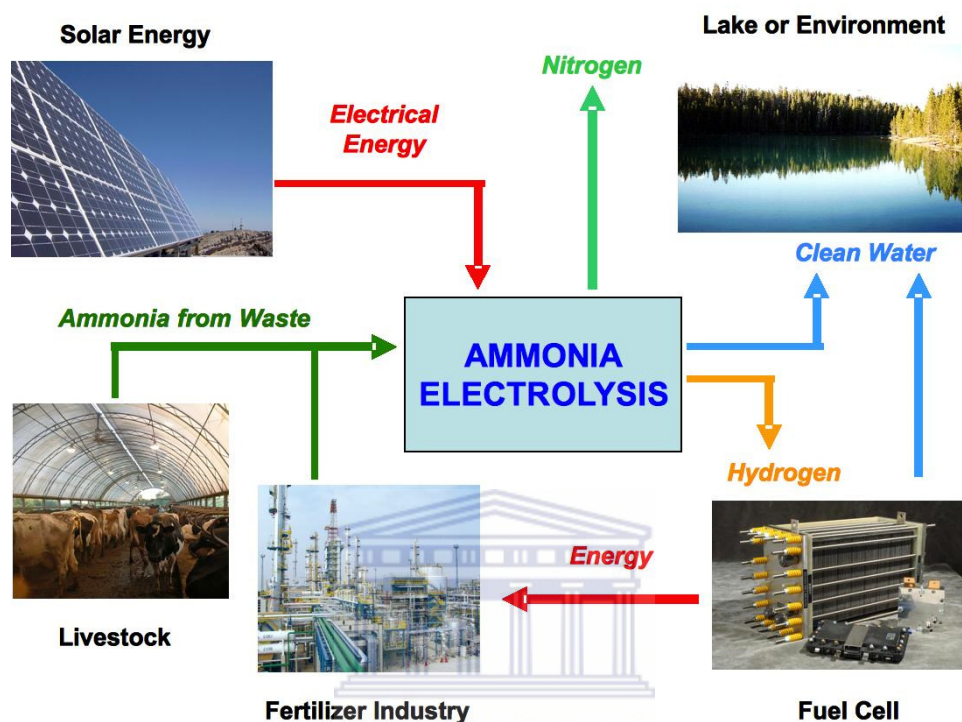 Solar Energy
Lake or Environment
Nitrogen
Electrical
Energy
Clean Water
Ammonia from Waste
AMMONIA
ELECTROLYSIS
Hydrogen
Energy
Livestock
Fertilizer Industry
Fuel Cell